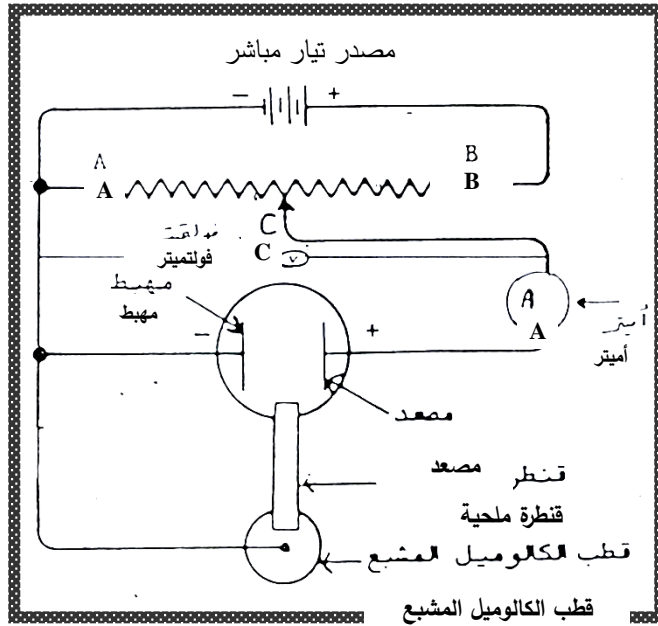 مصدر تيار مباشر
− +
A B
A B
C
C v
فولتميتر
مهبط
مهبط
− +
A
A
أميتر
أميتر
مصعد
قنطر مصعد
قنطرة ملحية
قطب الكالوميل المشبع
قطب الكالوميل المشبع